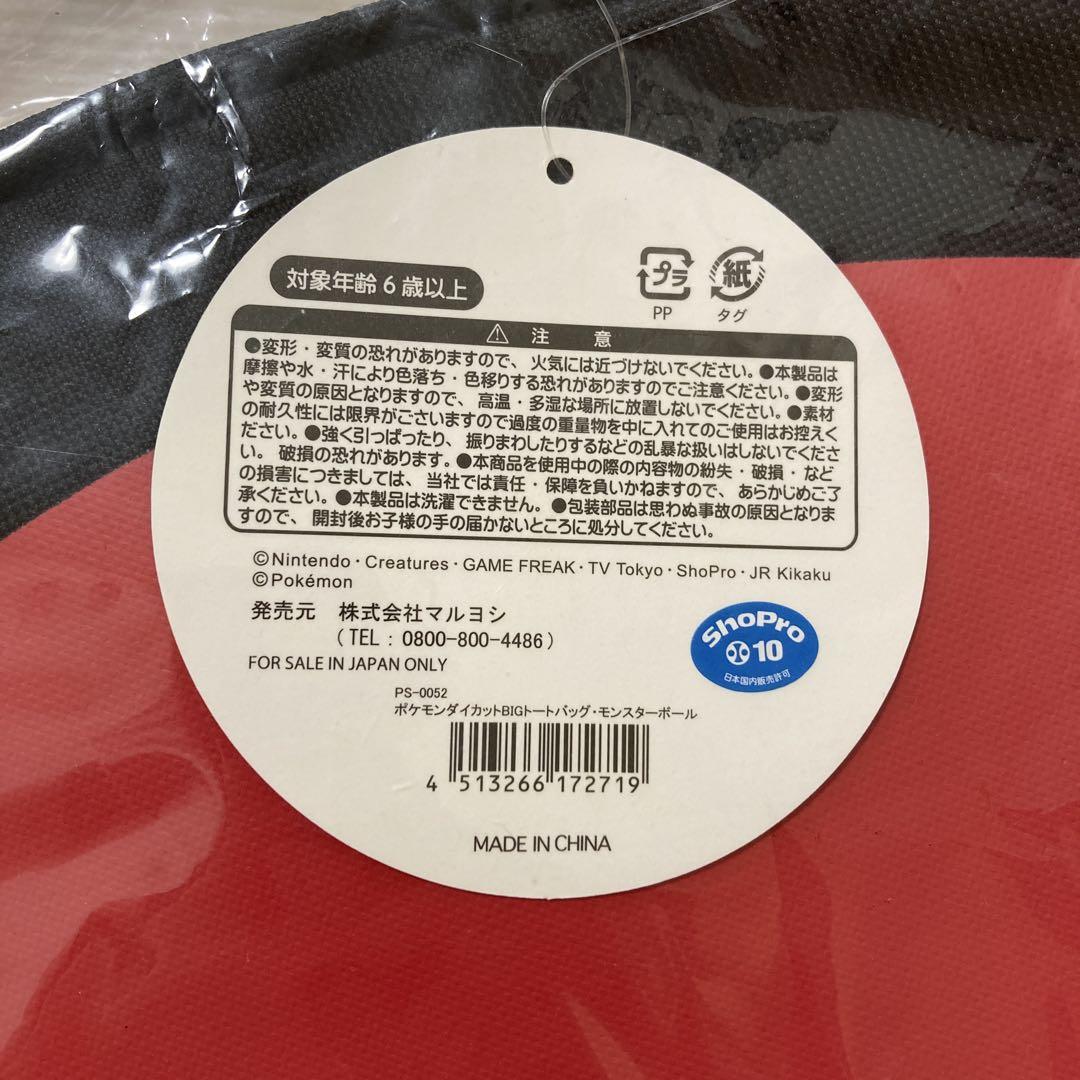 対象年齢6歳以上
プラ
PP
紙
タグ
注 意
●変形・変質の恐れがありますので、火気には近づけないでください。●本製品は
摩擦や水・汗により色落ち・色移りする恐れがありますのでご注意ください。●変形
や変質の原因となりますので、高温・多湿な場所に放置しないでください。●素材
の耐久性には限界がございますので過度の重量物を中に入れてのご使用はお控えく
ださい。●強く引っぱったり、振りまわしたりするなどの乱暴な扱いはしないでくださ
い。破損の恐れがあります。●本商品を使用中の際の内容物の紛失・破損・など
の損害につきましては、当社では責任・保障を負いかねますので、あらかじめご了
承ください。●本製品は洗濯できません。●包装部品は思わぬ事故の原因となりま
すので、開封後お子様の手の届かないところに処分してください。
©Nintendo・Creatures・GAME FREAK・TV Tokyo・ShoPro・JR Kikaku
©Pokémon
発売元 株式会社マルヨシ
(TEL:0800-800-4486)
FOR SALE IN JAPAN ONLY
ShoPro
10
日本国内販売許可
PS-0052
ポケモンダイカットBIGトートバッグ・モンスターボール
4 513266 172719
MADE IN CHINA